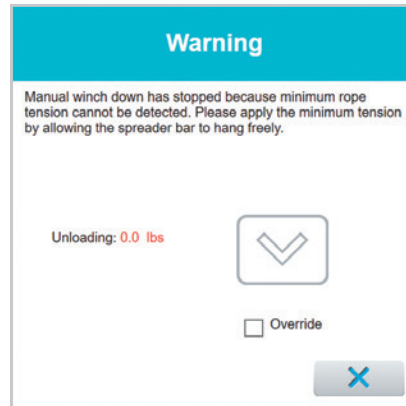 Warning
Manual winch down has stopped because minimum rope
tension cannot be detected. Please apply the minimum tension
by allowing the spreader bar to hang freely.
Unloading: 0.0 lbs
Override